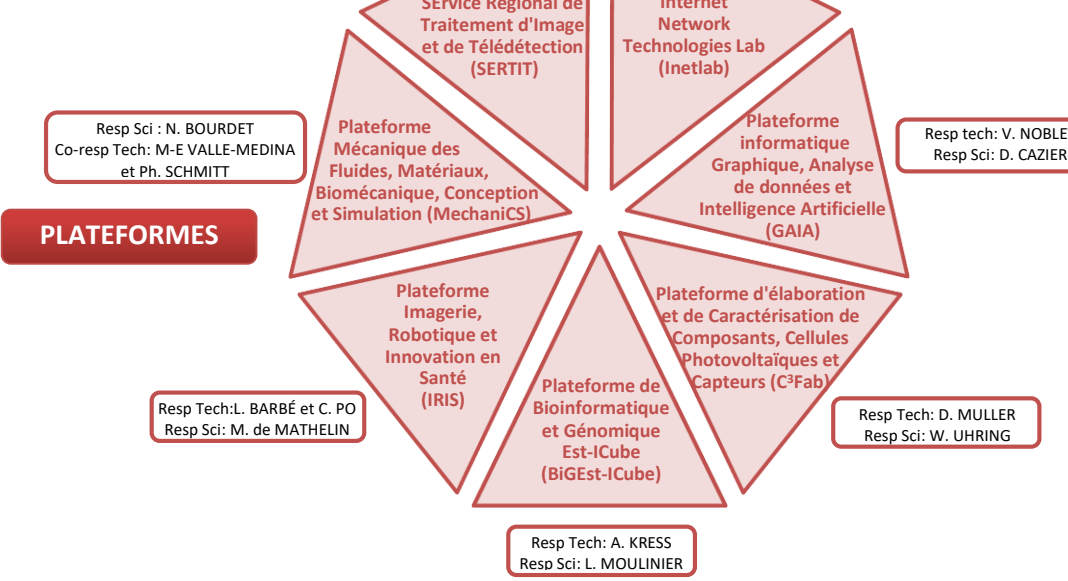 SErvice Régional de
Traitement d'Image
et de Télédétection
(SERTIT)
Internet
Network
Technologies Lab
(Inetlab)
Resp Sci : N. BOURDET
Co-resp Tech: M-E VALLE-MEDINA
et Ph. SCHMITT
Plateforme
Mécanique des
Fluides, Matériaux,
Biomécanique, Conception
et Simulation (MechaniCS)
Plateforme
informatique
Graphique, Analyse
de données et
Intelligence Artificielle
(GAIA)
Resp tech: V. NOBLE
Resp Sci: D. CAZIER
PLATEFORMES
Plateforme
Imagerie,
Robotique et
Innovation en
Santé
(IRIS)
Plateforme d'élaboration
et de Caractérisation de
Composants, Cellules
Photovoltaïques et
Capteurs (C³Fab)
Resp Tech:L. BARBÉ et C. PO
Resp Sci: M. de MATHELIN
Plateforme de
Bioinformatique
et Génomique
Est-ICube
(BiGEst-ICube)
Resp Tech: D. MULLER
Resp Sci: W. UHRING
Resp Tech: A. KRESS
Resp Sci: L. MOULINIER